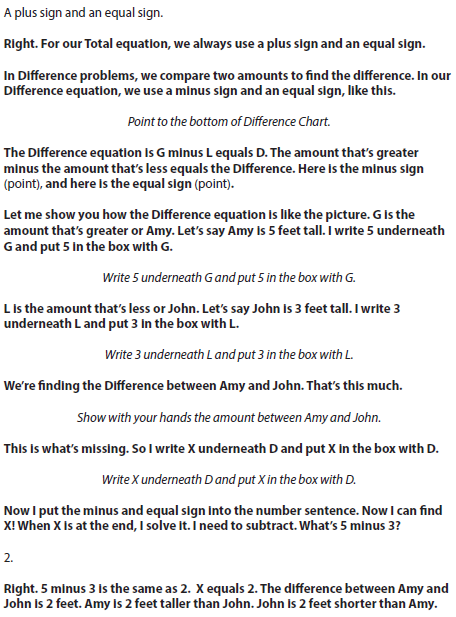 A plus sign and an equal sign.
Right. For our Total equation, we always use a plus sign and an equal sign.
In Difference problems, we compare two amounts to find the difference. In our
Difference equation, we use a minus sign and an equal sign, like this.
Point to the bottom of Difference Chart.
The Difference equation is G minus L equals D. The amount that's greater
minus the amount that's less equals the Difference. Here is the minus sign
(point), and here is the equal sign (point).
Let me show you how the Difference equation is like the picture. G is the
amount that's greater or Amy. Let's say Amy is 5 feet tall. I write 5 underneath
G and put 5 in the box with G.
Write 5 underneath G and put 5 in the box with G.
L is the amount that's less or John. Let's say John is 3 feet tall. I write 3
underneath L and put 3 in the box with L.
Write 3 underneath L and put 3 in the box with L.
We're finding the Difference between Amy and John. That's this much.
Show with your hands the amount between Amy and John.
This is what's missing. So I write X underneath D and put X in the box with D.
Write X underneath D and put X in the box with D.
Now I put the minus and equal sign into the number sentence. Now I can find
X! When X is at the end, I solve it. I need to subtract. What's 5 minus 3?
2.
Right. 5 minus 3 is the same as 2. X equals 2. The difference between Amy and
John is 2 feet. Amy is 2 feet taller than John. John is 2 feet shorter than Amy.